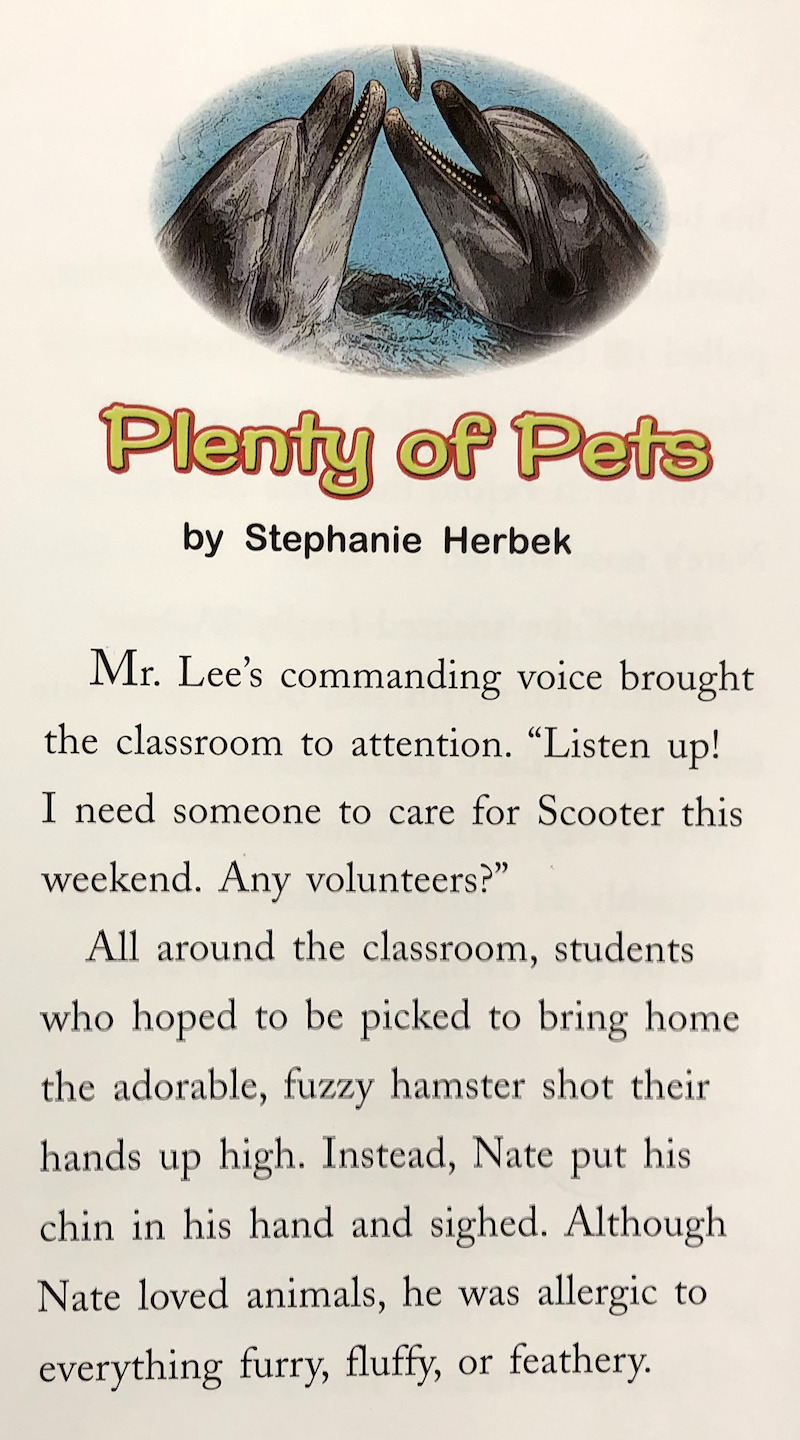 Plenty of Pets
by Stephanie Herbek
Mr. Lee’s commanding voice brought
the classroom to attention. “Listen up!
I need someone to care for Scooter this
weekend. Any volunteers?”
All around the classroom, students
who hoped to be picked to bring home
the adorable, fuzzy hamster shot their
hands up high. Instead, Nate put his
chin in his hand and sighed. Although
Nate loved animals, he was allergic to
everything furry, fluffy, or feathery.